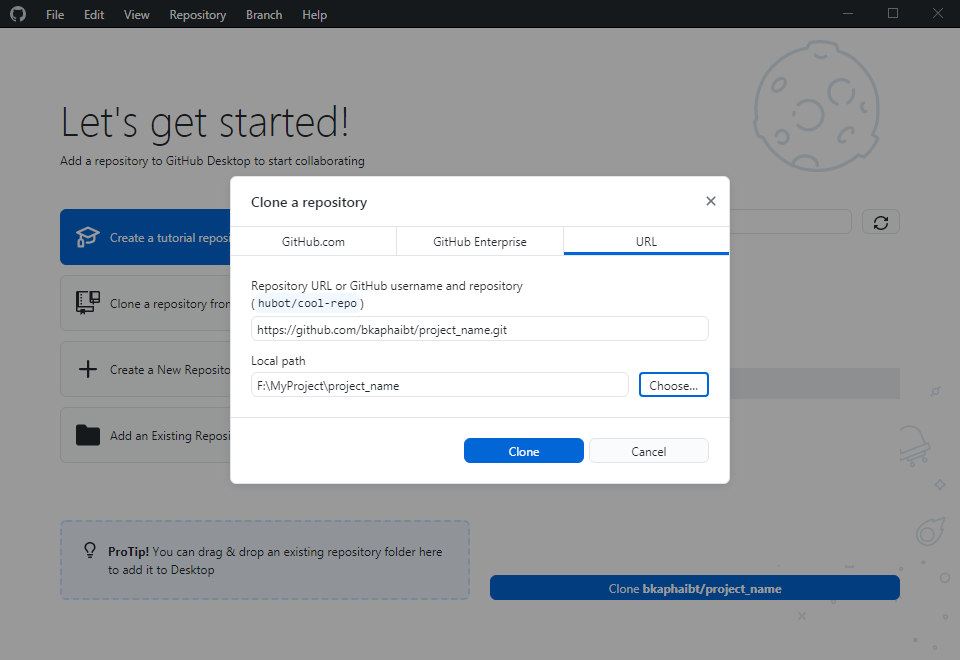 File Edit View Repository Branch Help
Let's get started!
Add a repository to GitHub Desktop to start collaborating
Create a tutorial reposi
Clone a repository from
Create a New Reposito
Add an Existing Reposi
Clone a repository
GitHub.com GitHub Enterprise URL
Repository URL or GitHub username and repository
(hubot/cool-repo)
https://github.com/bkaphaibt/project_name.git
Local path
F:\MyProject\project_name
Choose...
Clone Cancel
ProTip! You can drag & drop an existing repository folder here
to add it to Desktop
Clone bkaphaibt/project_name